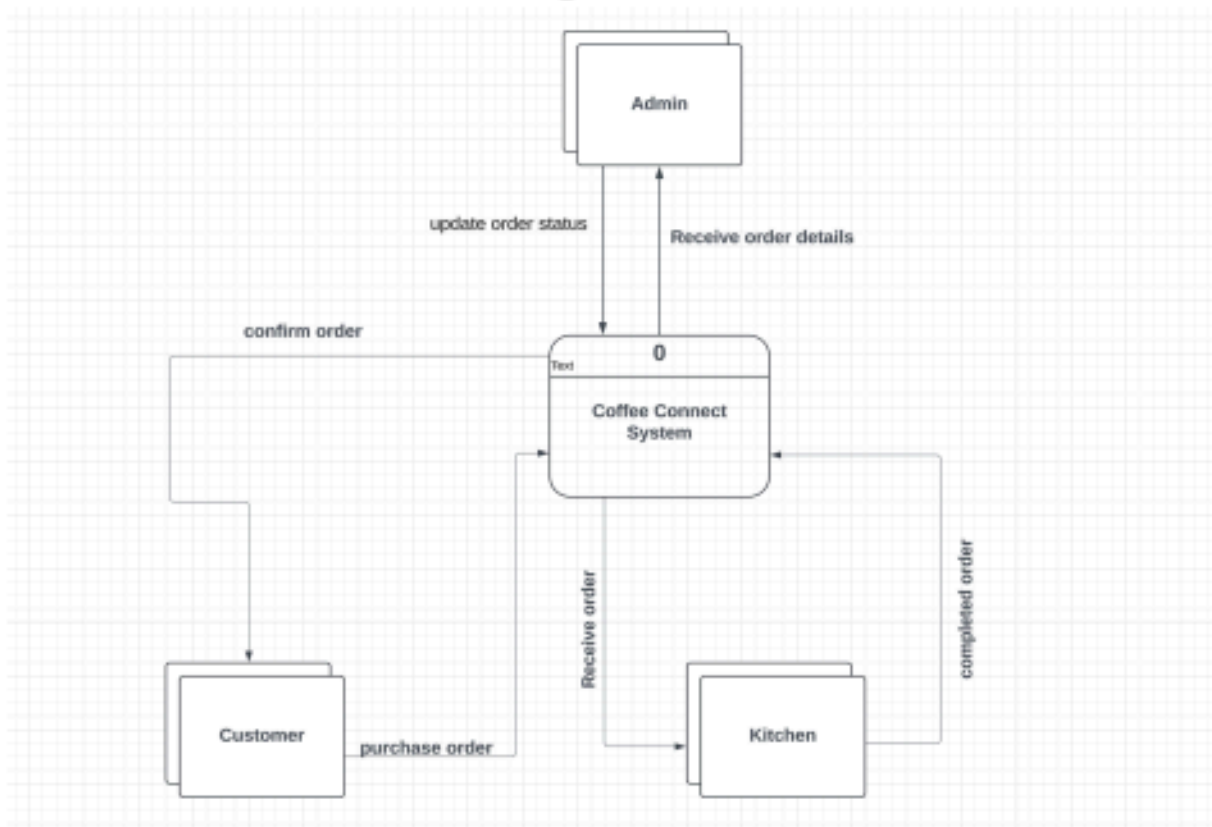 Admin
update order status
Receive order details
confirm order
0
Text
Coffee Connect
System
Receive order
completed order
Customer
purchase order
Kitchen